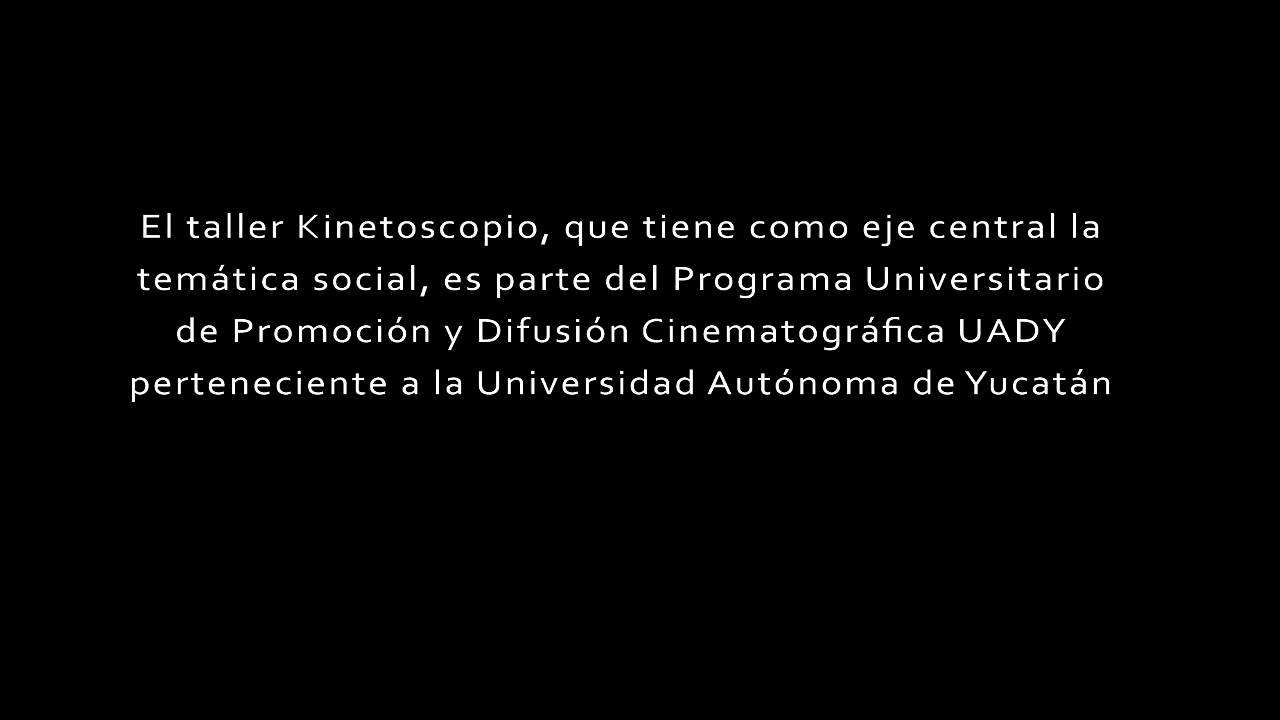 El taller Kinetoscopio, que tiene como eje central la
temática social, es parte del Programa Universitario
de Promoción y Difusión Cinematográfica UADY
perteneciente a la Universidad Autónoma de Yucatán